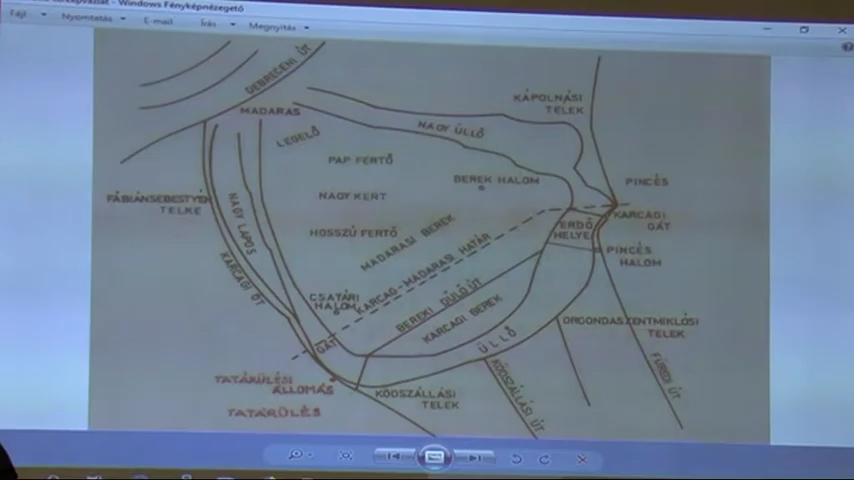 Windows Fényképnézegető
Fájl
Nyomtatás
E-mail
Írás
Megnyitás
DEBRECENI ÚT
MADARAS
LEGELŐ
NAGY ÜLLŐ
KÁPOLNÁSI
TELEK
PAP FERTŐ
BEREK HALOM
PINCÉS
FÁBIÁNSEBESTYÉN
TELKE
NAGY LAPOS
NAGY KERT
KARCAGI
GÁT
ERDŐ
HELYE
HOSSZÚ FERTŐ
MADARASI BEREK
PINCÉS
HALOM
KARCAGI ÚT
CSATÁRI
HALOM
KARCAG-MADARASI HATÁR
BEREKI DŰLŐ ÚT
KARCAGI BEREK
GÁT
ÜLLŐ
ORGONDASZENTMIKLÓSI
TELEK
FÜREDI ÚT
TATÁRÜLÉSI
ÁLLOMÁS
TATÁRÜLÉS
KŐDSZÁLLÁSI
TELEK
KŐDSZÁLLÁSI ÚT